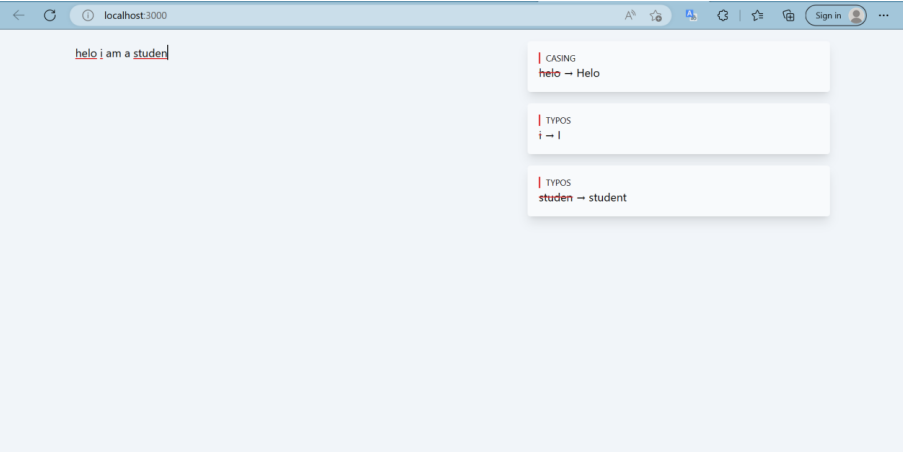 localhost:3000
Sign in
helo i am a studen
CASING
helo → Helo
TYPOS
i → I
TYPOS
studen → student